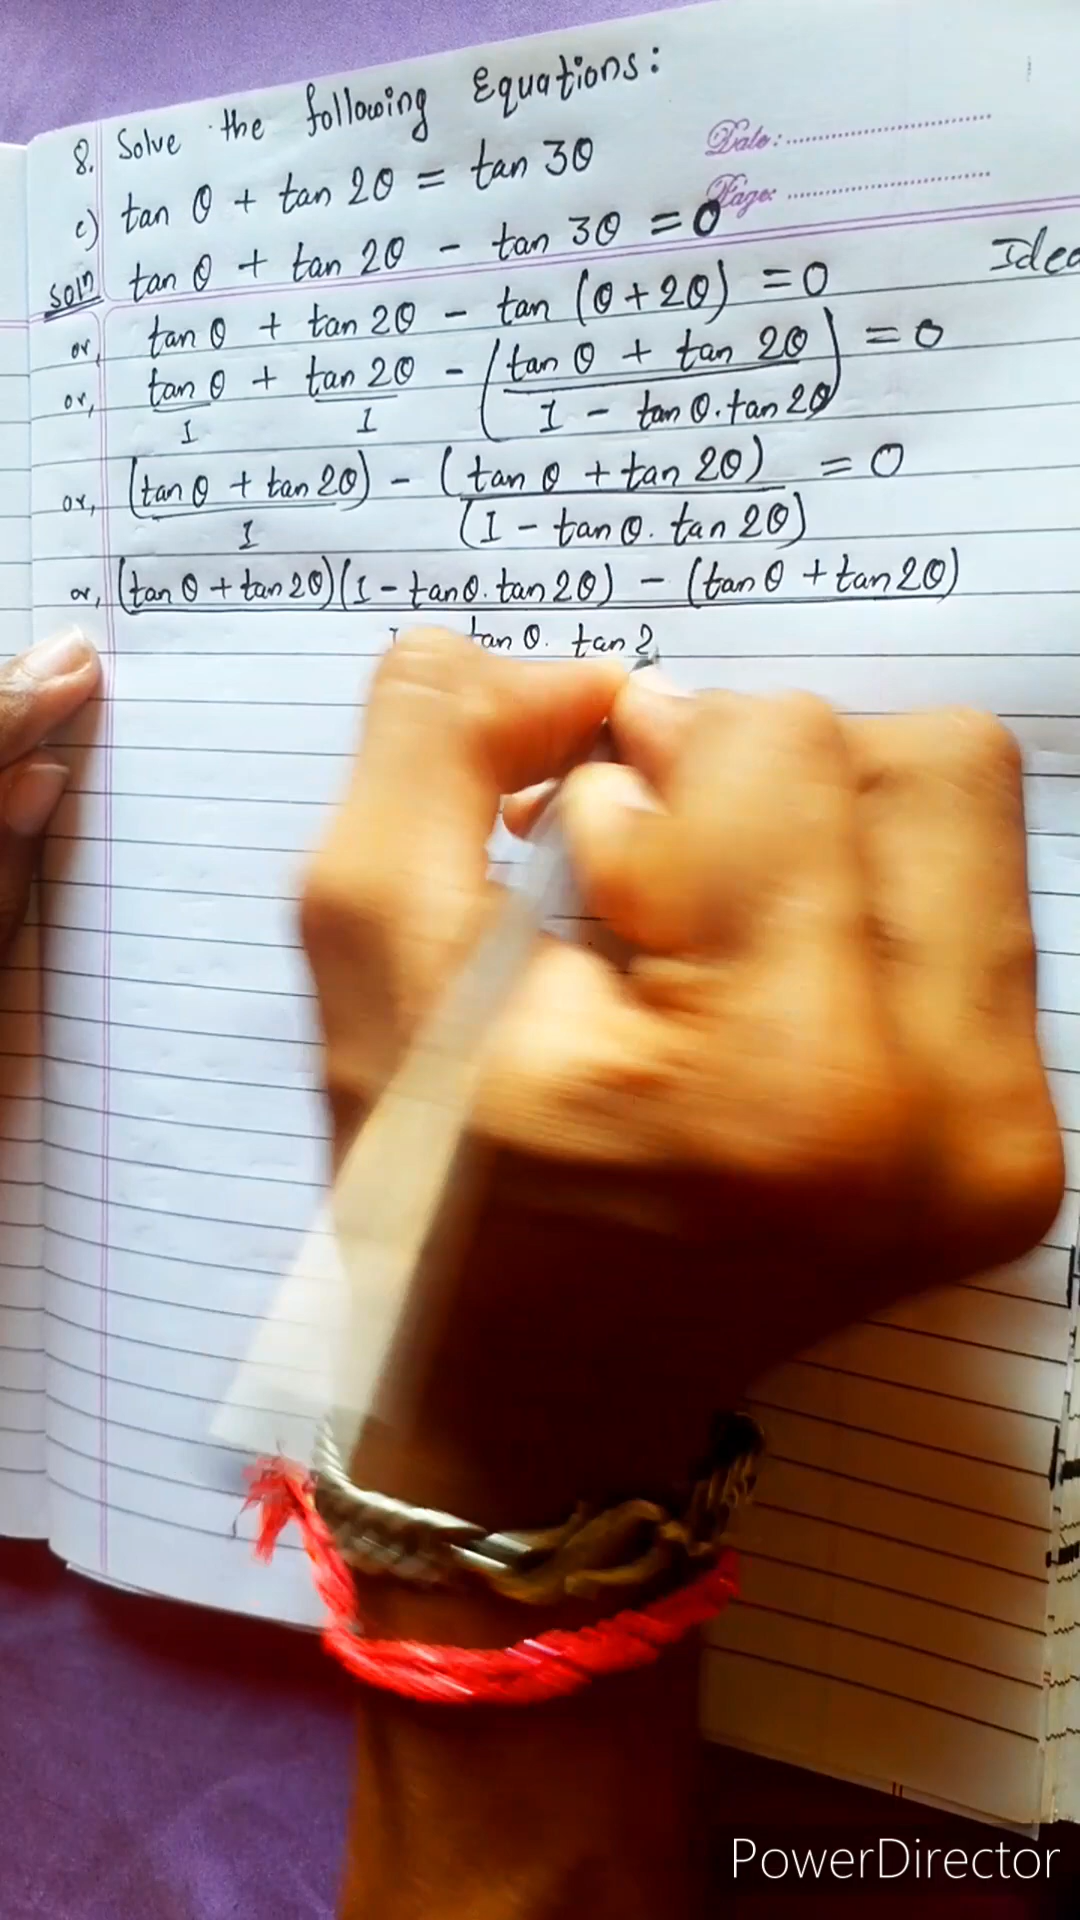 8. Solve the following Equations:
Date:
c) tan θ + tan 2θ = tan 3θ
Page:
solⁿ tan θ + tan 2θ - tan 3θ = 0
Idea
or, tan θ + tan 2θ - tan (θ + 2θ) = 0
or, tan θ/1 + tan 2θ/1 - (tan θ + tan 2θ / 1 - tan θ. tan 2θ) = 0
or, (tan θ + tan 2θ)/1 - (tan θ + tan 2θ)/(1 - tan θ. tan 2θ) = 0
or, (tan θ + tan 2θ)(1 - tan θ. tan 2θ) - (tan θ + tan 2θ)
tan θ. tan 2
PowerDirector